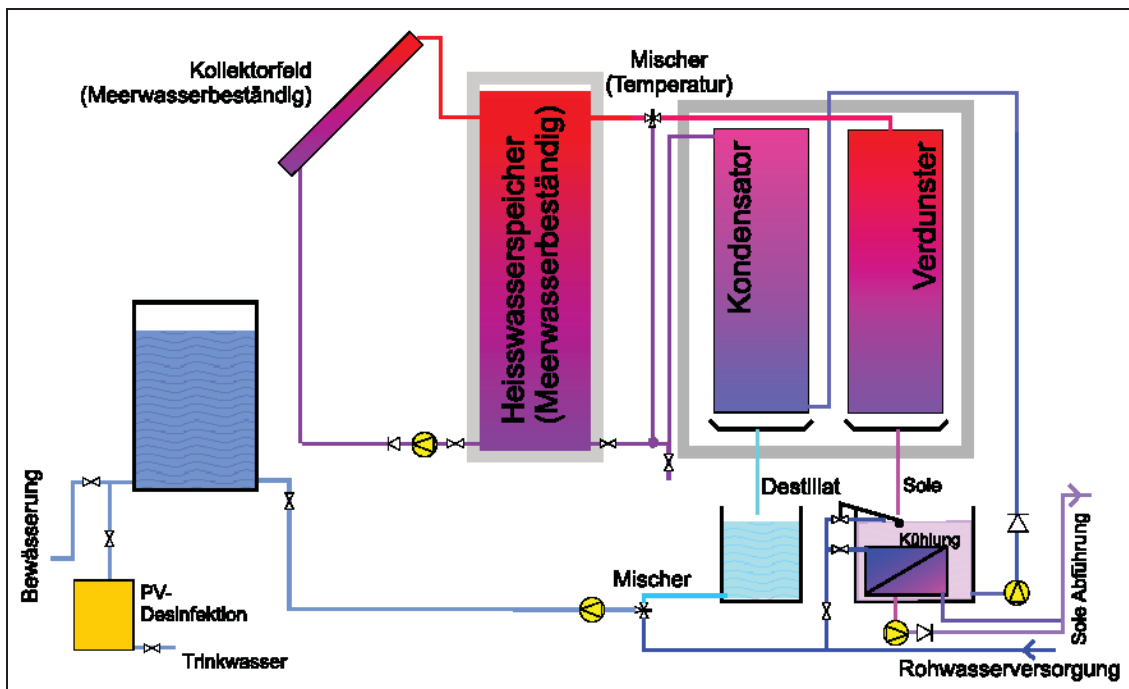 Kollektorfeld
(Meerwasserbeständig)
Mischer
(Temperatur)
Heisswasserspeicher
(Meerwasserbeständig)
Kondensator
Verdunster
Destillat
Sole
Kühlung
Bewässerung
PV-
Desinfektion
Trinkwasser
Mischer
Sole Abführung
Rohwasserversorgung